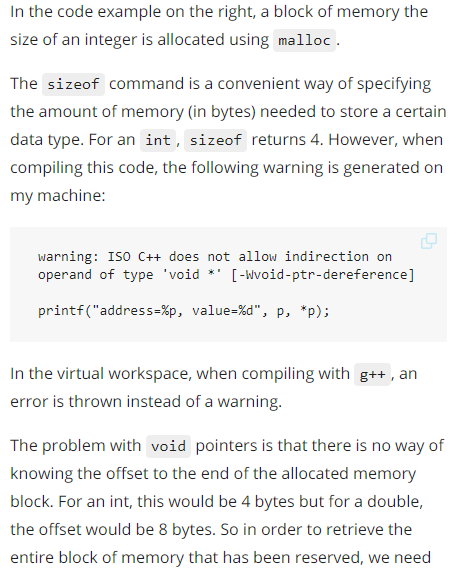 In the code example on the right, a block of memory the
size of an integer is allocated using malloc .
The sizeof command is a convenient way of specifying
the amount of memory (in bytes) needed to store a certain
data type. For an int , sizeof returns 4. However, when
compiling this code, the following warning is generated on
my machine:
warning: ISO C++ does not allow indirection on
operand of type 'void *' [-Wvoid-ptr-dereference]
printf("address=%p, value=%d", p, *p);
In the virtual workspace, when compiling with g++ , an
error is thrown instead of a warning.
The problem with void pointers is that there is no way of
knowing the offset to the end of the allocated memory
block. For an int, this would be 4 bytes but for a double,
the offset would be 8 bytes. So in order to retrieve the
entire block of memory that has been reserved, we need